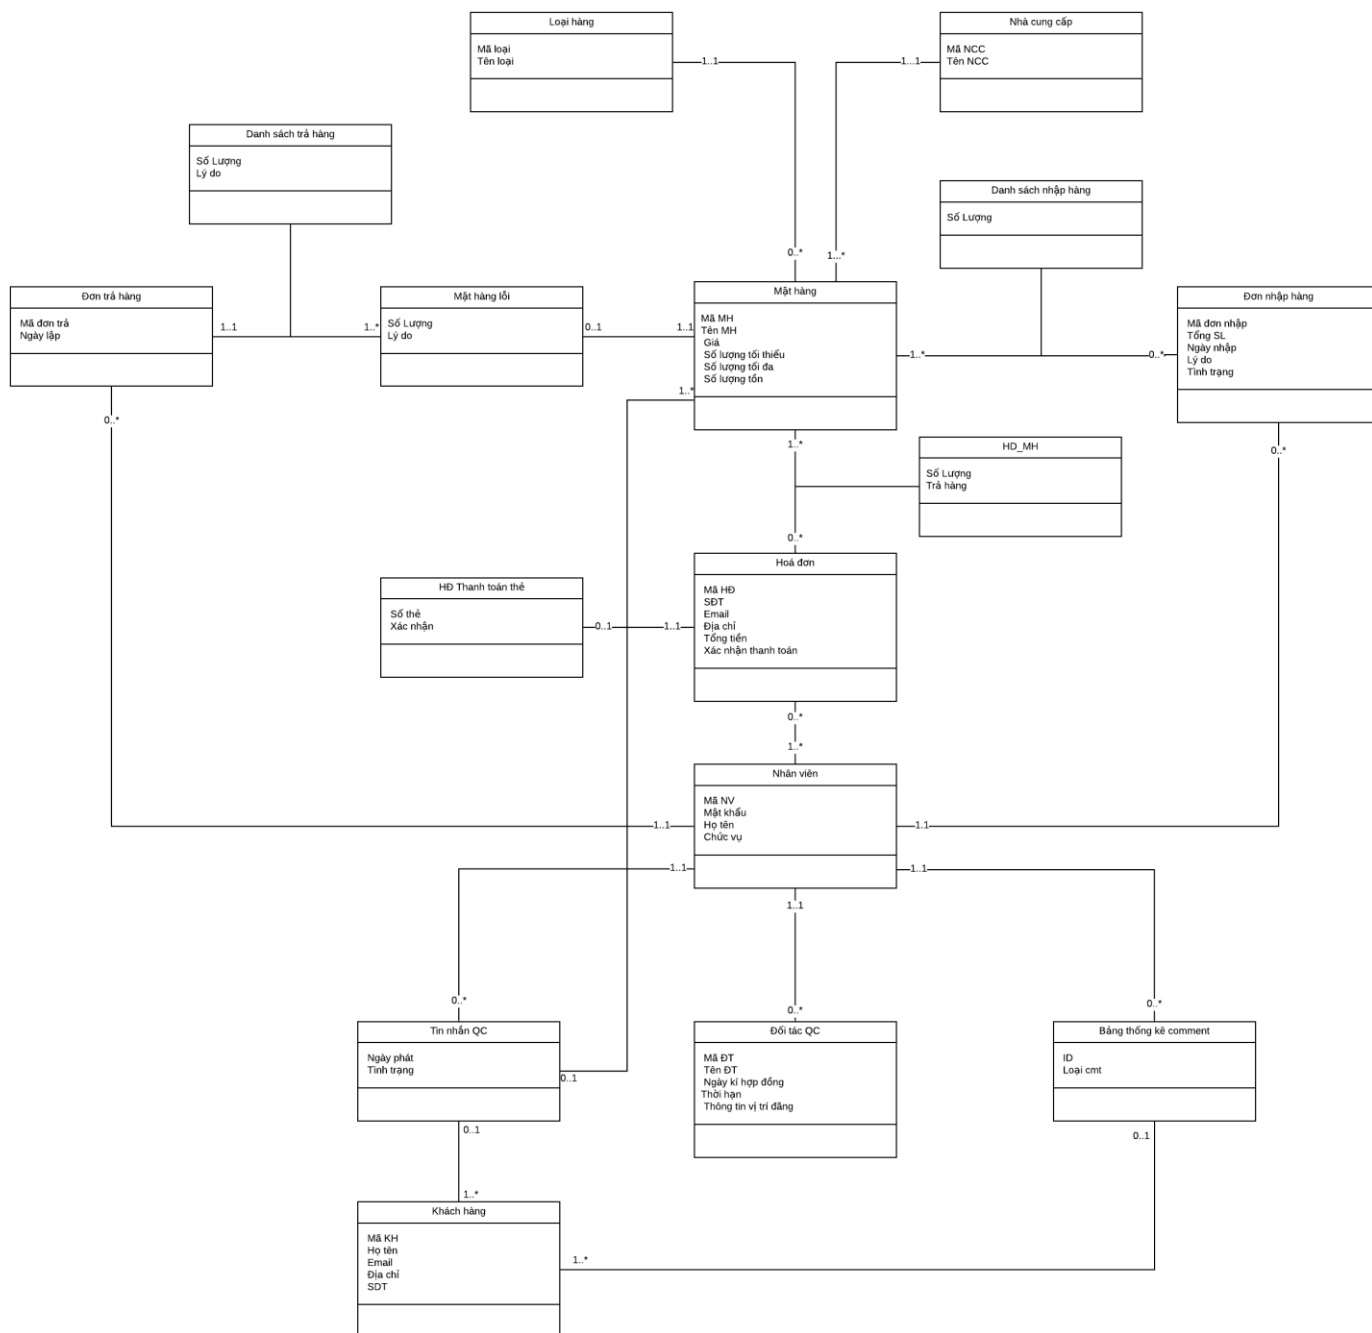 Loại hàng
Mã loại
Tên loại
1..1
Nhà cung cấp
Mã NCC
Tên NCC
1...1
Danh sách trả hàng
Số Lượng
Lý do
Danh sách nhập hàng
Số Lượng
0..*
1...*
Đơn trả hàng
Mã đơn trả
Ngày lập
1..1
1..*
Mặt hàng lỗi
Số Lượng
Lý do
0..1
1..1
Mặt hàng
Mã MH
Tên MH
Giá
Số lượng tối thiểu
Số lượng tối đa
Số lượng tồn
1..*
0..*
Đơn nhập hàng
Mã đơn nhập
Tổng SL
Ngày nhập
Lý do
Tình trạng
1..*
0..*
1..*
0..*
HD_MH
Số Lượng
Trả hàng
0..*
HĐ Thanh toán thẻ
Số thẻ
Xác nhận
0..1
1..1
Hoá đơn
Mã HĐ
SĐT
Email
Địa chỉ
Tổng tiền
Xác nhận thanh toán
0..*
1..*
Nhân viên
Mã NV
Mật khẩu
Họ tên
Chức vụ
1..1
1.1
1..1
1..1
1..1
0..*
0..*
0..*
Tin nhắn QC
Ngày phát
Tình trạng
0..1
Đối tác QC
Mã ĐT
Tên ĐT
Ngày kí hợp đồng
Thời hạn
Thông tin vị trí đăng
Bảng thống kê comment
ID
Loại cmt
0..1
0..1
1..*
Khách hàng
Mã KH
Họ tên
Email
Địa chỉ
SDT
1..*